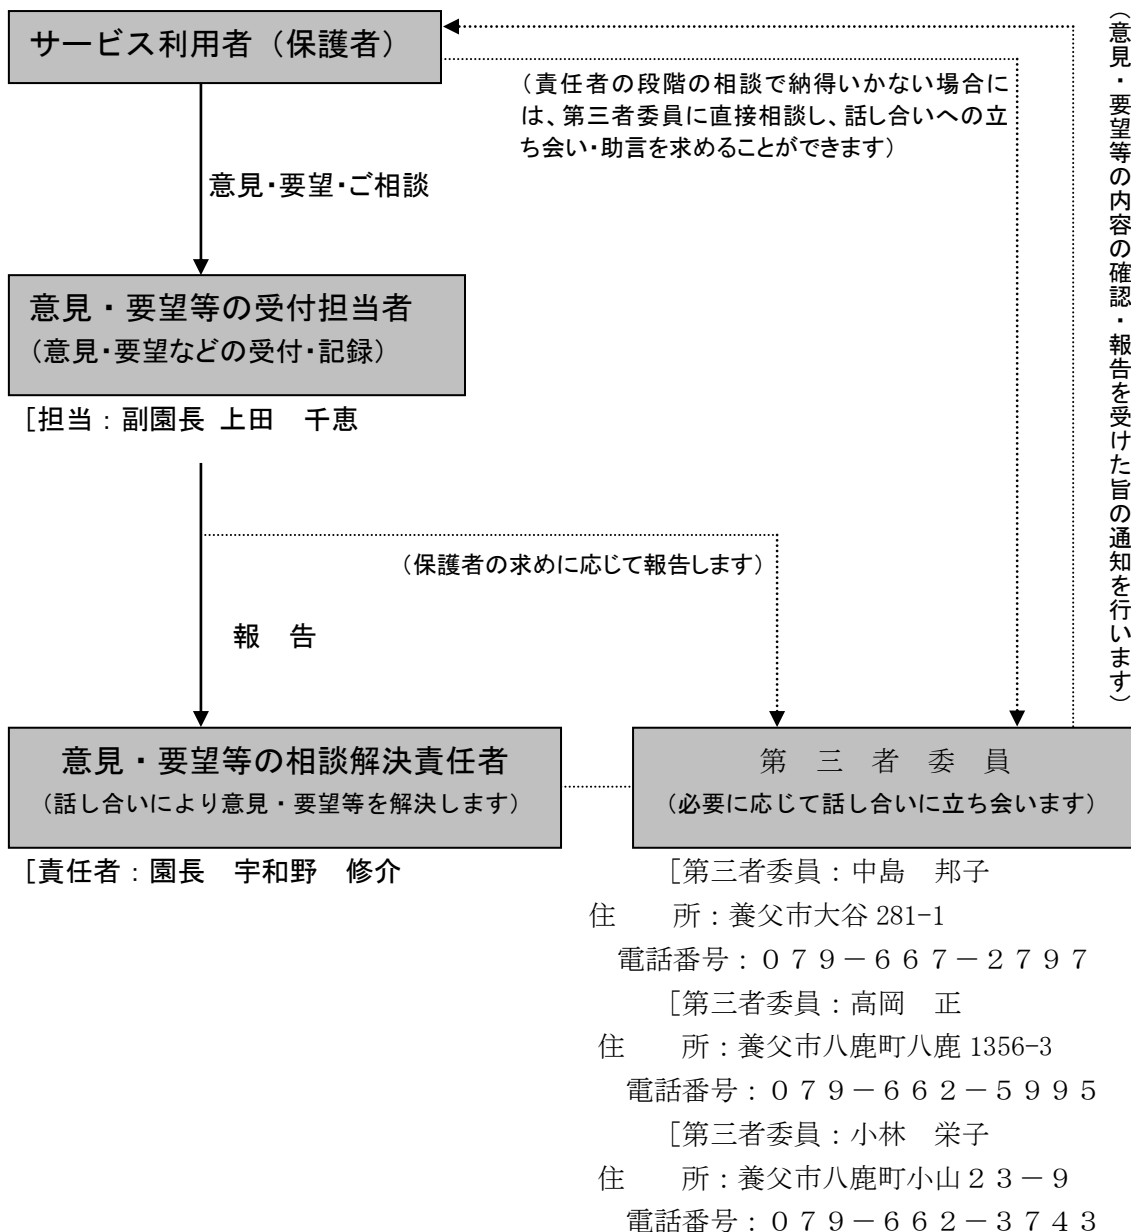 サービス利用者（保護者）
（責任者の段階の相談で納得いかない場合に
は、第三者委員に直接相談し、話し合いへの立
ち会い・助言を求めることができます）
（意見・要望等の内容の確認・報告を受けた旨の通知を行います）
意見・要望・ご相談
意見・要望等の受付担当者
（意見・要望などの受付・記録）
［担当：副園長 上田　千恵
（保護者の求めに応じて報告します）
報　告
意見・要望等の相談解決責任者
（話し合いにより意見・要望等を解決します）
［責任者：園長　宇和野　修介
第　三　者　委　員
（必要に応じて話し合いに立ち会います）
［第三者委員：中島　邦子
住　　所：養父市大谷 281-1
電話番号：０７９－６６７－２７９７
［第三者委員：高岡　正
住　　所：養父市八鹿町八鹿 1356-3
電話番号：０７９－６６２－５９９５
［第三者委員：小林　栄子
住　　所：養父市八鹿町小山２３－９
電話番号：０７９－６６２－３７４３